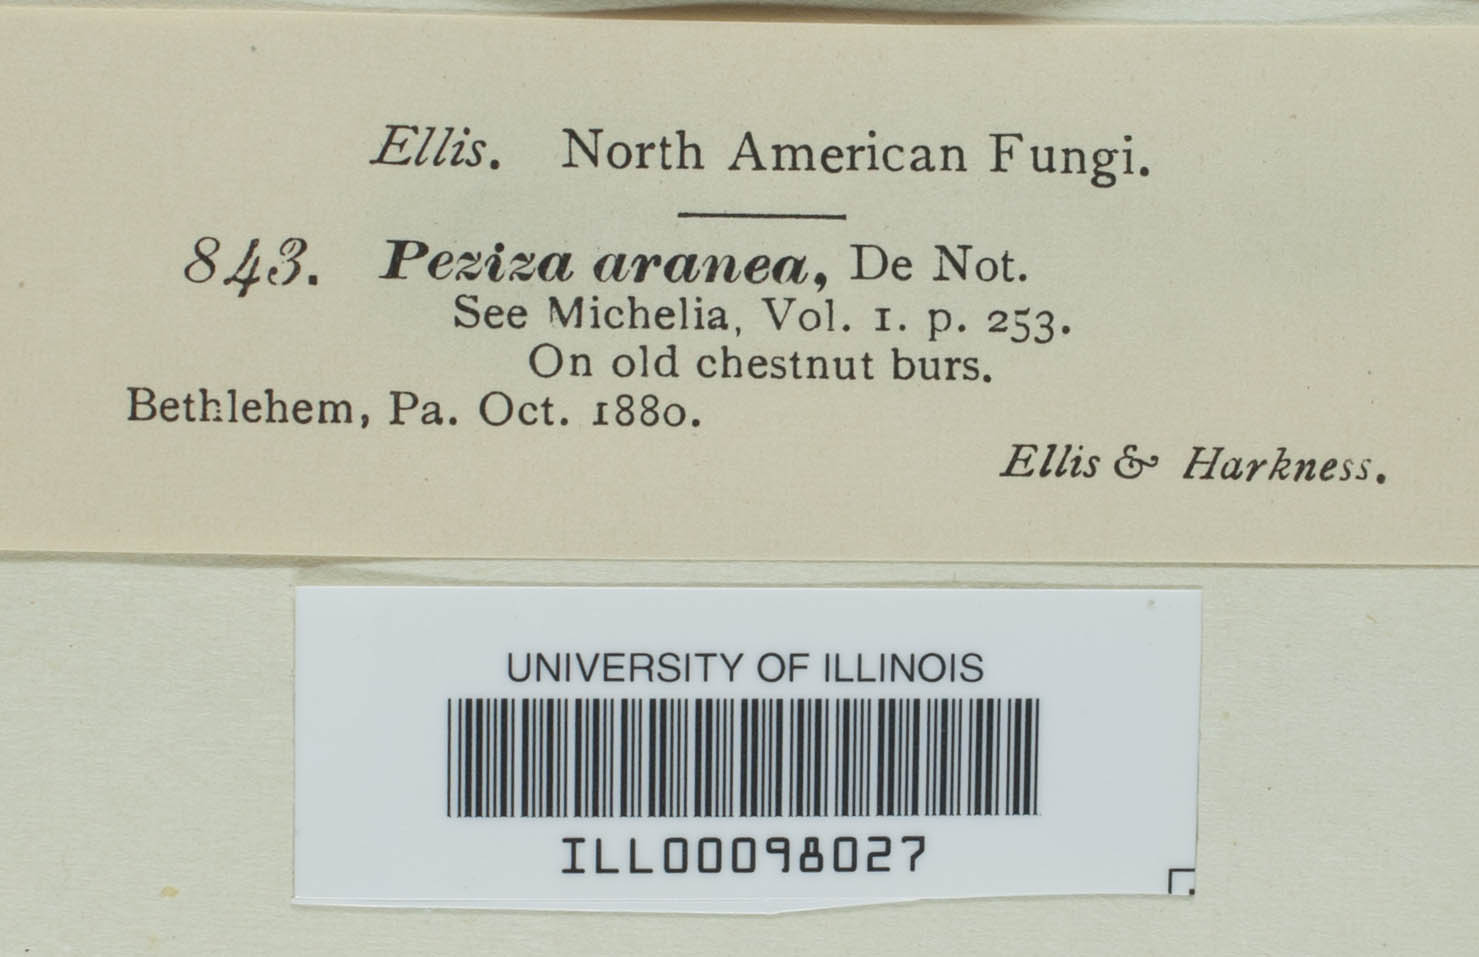 Ellis. North American Fungi.
843. Peziza aranea, De Not.
See Michelia, Vol. 1. p. 253.
On old chestnut burs.
Bethlehem, Pa. Oct. 1880.
Ellis & Harkness.
UNIVERSITY OF ILLINOIS
ILL00098027